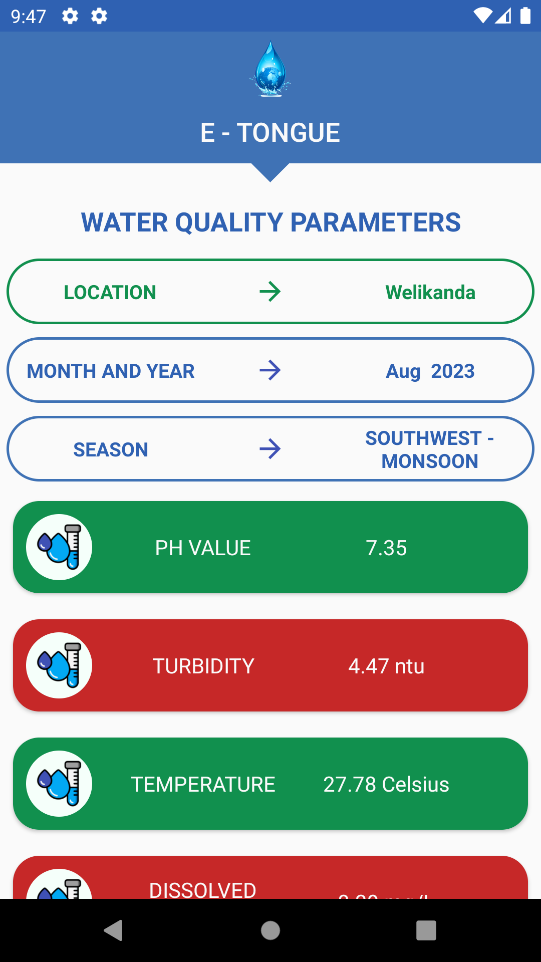 9:47
E - TONGUE
WATER QUALITY PARAMETERS
LOCATION → Welikanda
MONTH AND YEAR → Aug 2023
SEASON → SOUTHWEST -
MONSOON
PH VALUE 7.35
TURBIDITY 4.47 ntu
TEMPERATURE 27.78 Celsius
DISSOLVED